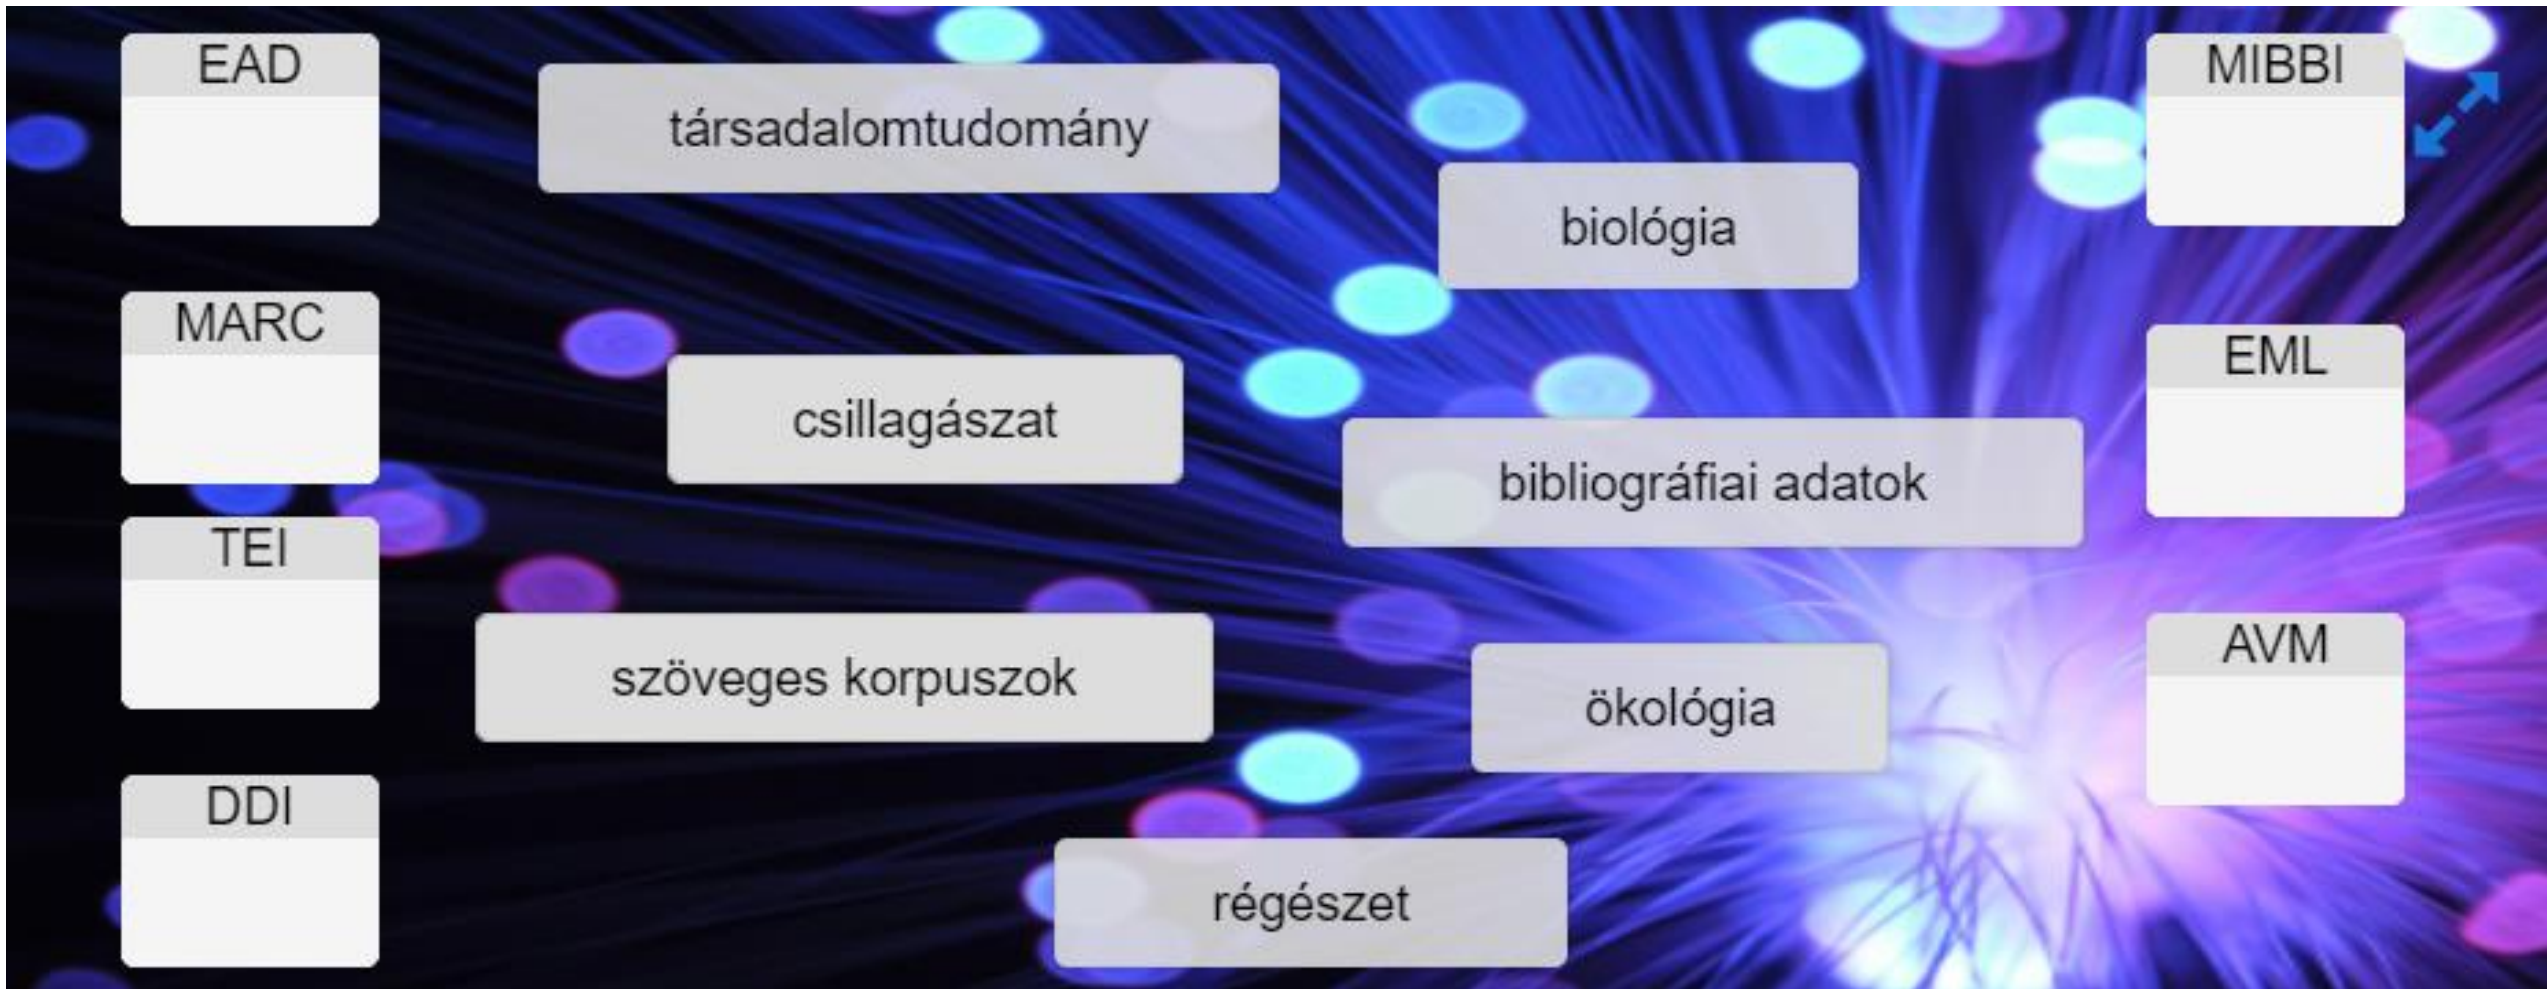 EAD
MIBBI
társadalomtudomány
biológia
MARC
EML
csillagászat
bibliográfiai adatok
TEI
AVM
szöveges korpuszok
ökológia
DDI
régészet